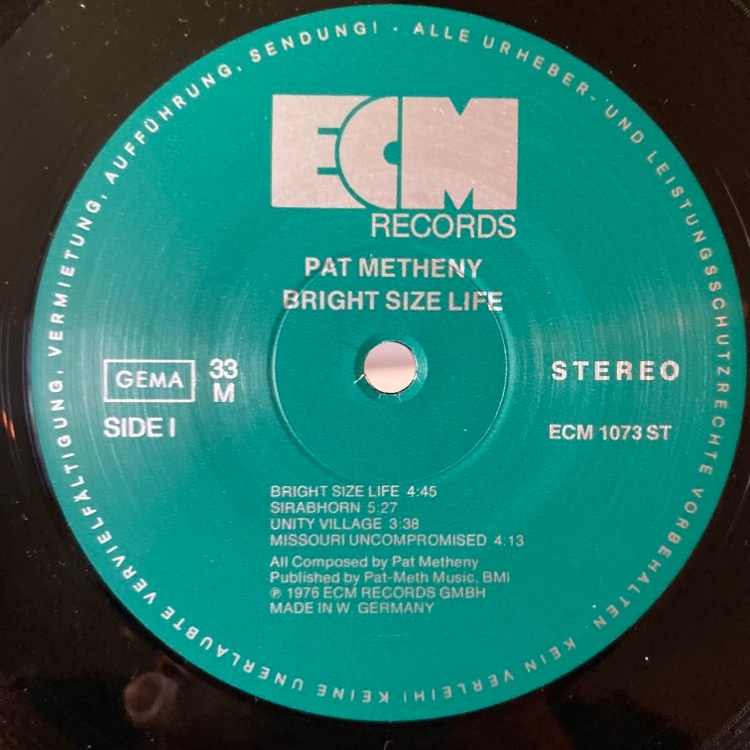 ECM
RECORDS
PAT METHENY
BRIGHT SIZE LIFE
GEMA
33
M
STEREO
SIDE I
ECM 1073 ST
BRIGHT SIZE LIFE 4:45
SIRABHORN 5:27
UNITY VILLAGE 3:38
MISSOURI UNCOMPROMISED 4:13
All Composed by Pat Metheny
Published by Pat-Meth Music, BMI
℗ 1976 ECM RECORDS GMBH
MADE IN W. GERMANY
ALLE URHEBER- UND LEISTUNGSSCHUTZRECHTE VORBEHALTEN. KEIN VERLEIH! KEINE UNERLAUBTE VERVIELFÄLTIGUNG, VERMIETUNG, AUFFÜHRUNG, SENDUNG! ·